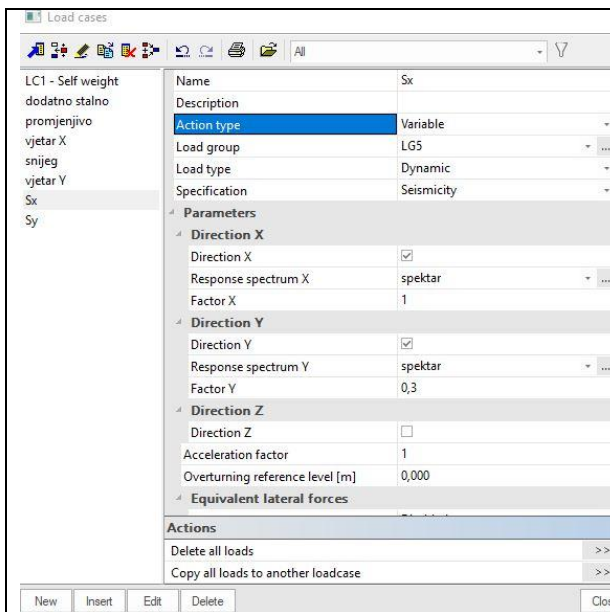 Load cases
All
LC1 - Self weight
dodatno stalno
promjenjivo
vjetar X
snijeg
vjetar Y
Sx
Sy
Name Sx
Description
Action type Variable
Load group LG5 ...
Load type Dynamic
Specification Seismicity
Parameters
Direction X
Direction X
Response spectrum X spektar ...
Factor X 1
Direction Y
Direction Y
Response spectrum Y spektar ...
Factor Y 0,3
Direction Z
Direction Z
Acceleration factor 1
Overturning reference level [m] 0,000
Equivalent lateral forces
Actions
Delete all loads >>
Copy all loads to another loadcase >>
New Insert Edit Delete Clos